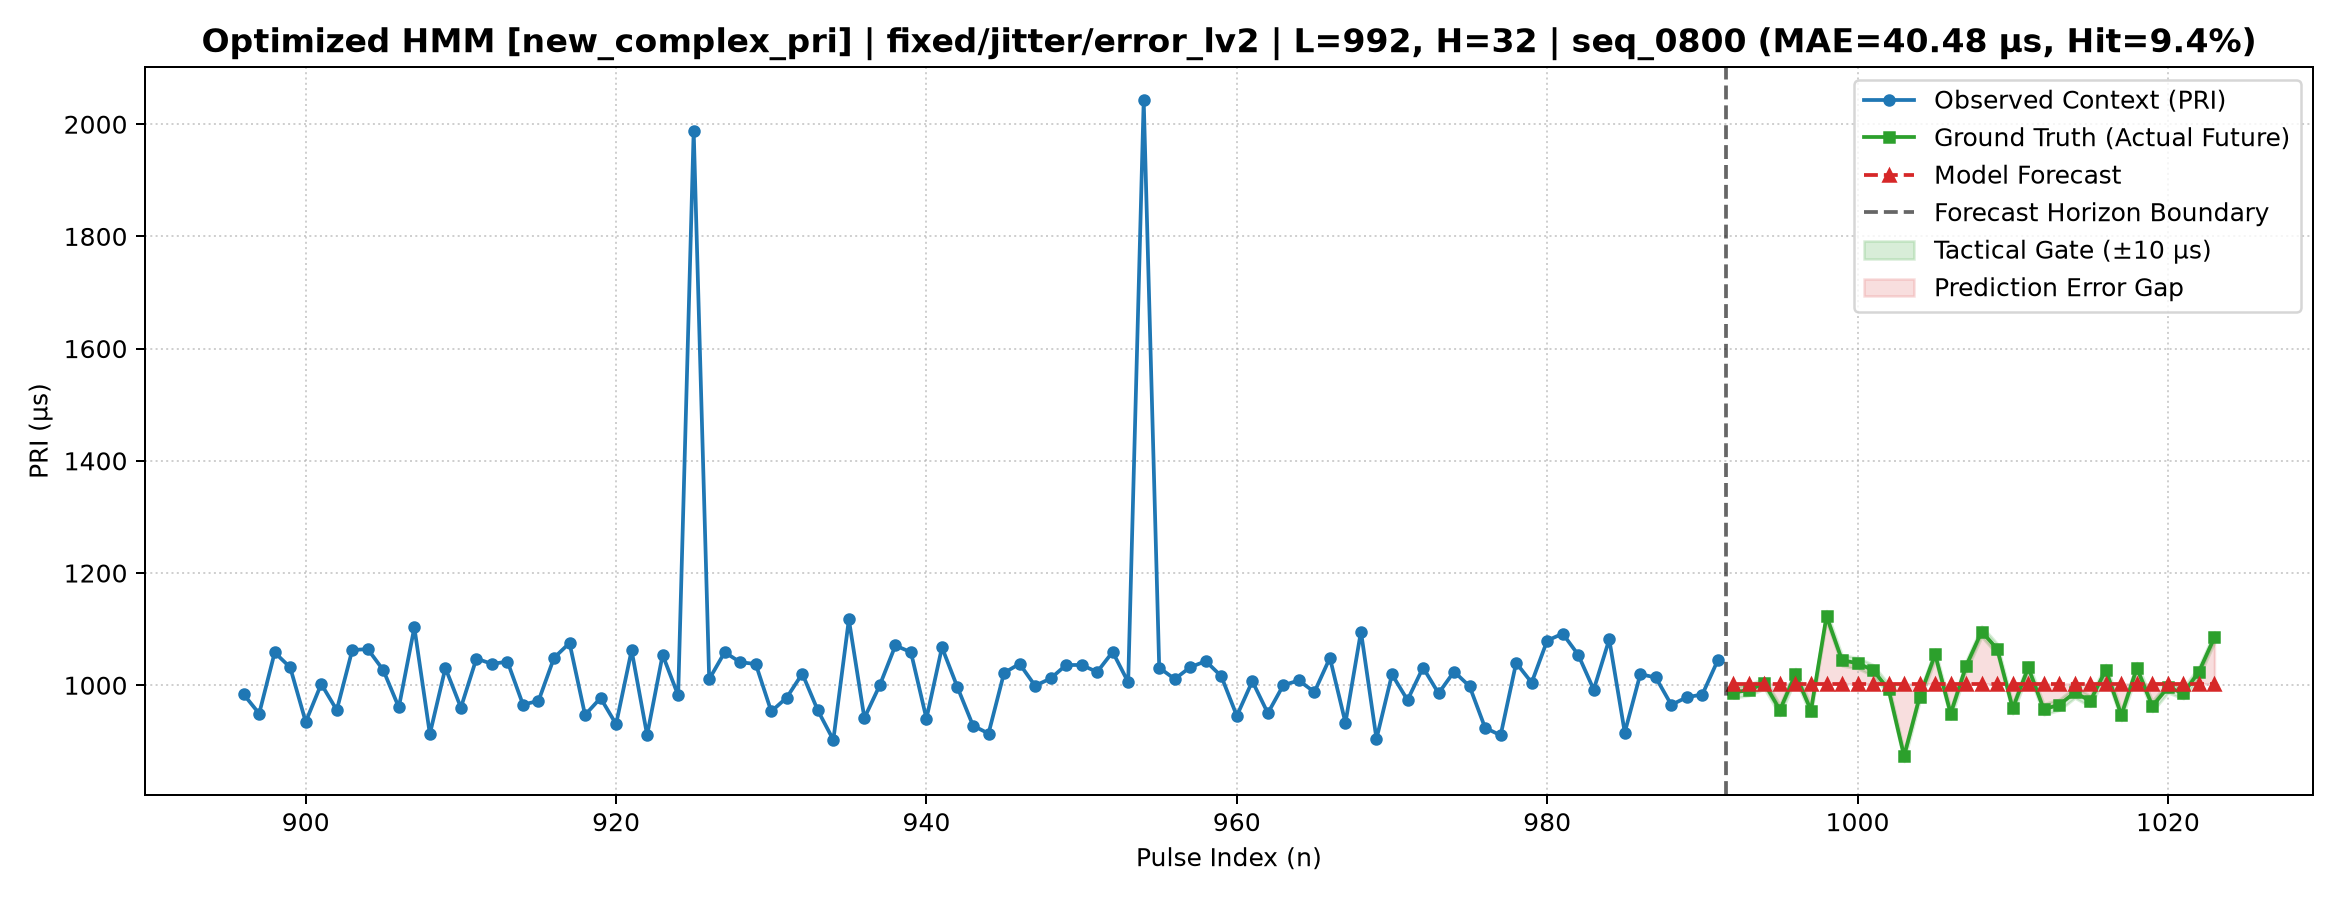 Optimized HMM [new_complex_pri] | fixed/jitter/error_lv2 | L=992, H=32 | seq_0800 (MAE=40.48 µs, Hit=9.4%)
Observed Context (PRI)
Ground Truth (Actual Future)
Model Forecast
Forecast Horizon Boundary
Tactical Gate (±10 µs)
Prediction Error Gap
PRI (µs)
2000
1800
1600
1400
1200
1000
900 920 940 960 980 1000 1020
Pulse Index (n)